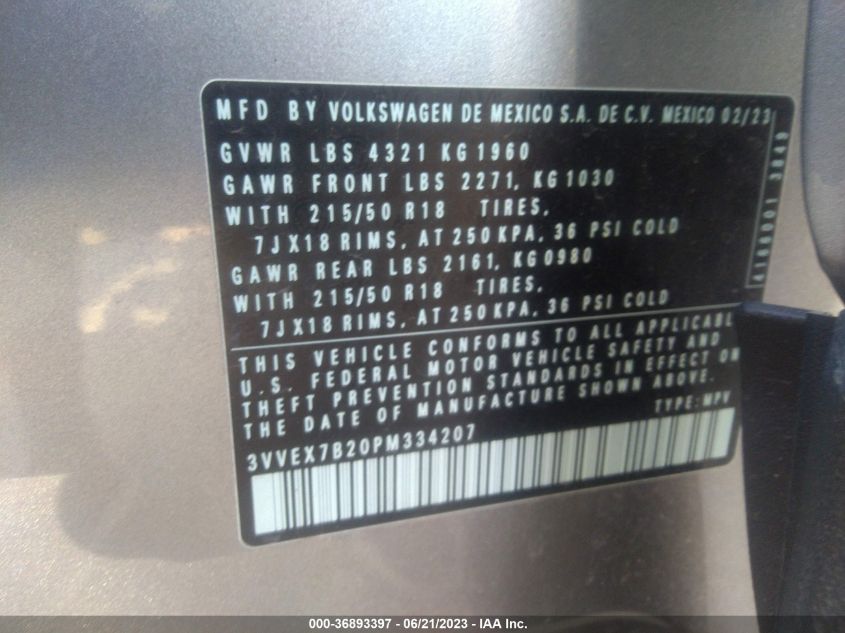 MFD BY VOLKSWAGEN DE MEXICO S.A. DE C.V. MEXICO 02/23
GVWR LBS 4321 KG 1960
GAWR FRONT LBS 2271, KG 1030
WITH 215/50 R18 TIRES,
7JX18 RIMS, AT 250 KPA, 36 PSI COLD
GAWR REAR LBS 2161, KG 0980
WITH 215/50 R18 TIRES,
7JX18 RIMS, AT 250 KPA, 36 PSI COLD
THIS VEHICLE CONFORMS TO ALL APPLICABL
U.S. FEDERAL MOTOR VEHICLE SAFETY AND
THEFT PREVENTION STANDARDS IN EFFECT ON
THE DATE OF MANUFACTURE SHOWN ABOVE.
TYPE: MPV
3VVEX7B20PM334207
000-36893397 - 06/21/2023 - IAA Inc.